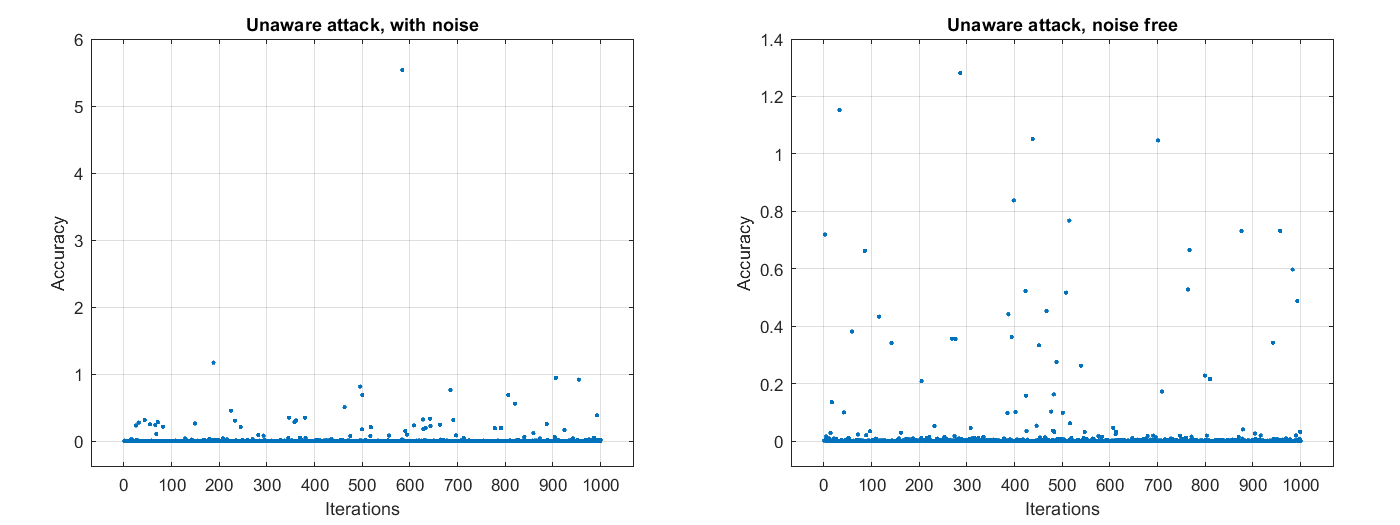 Unaware attack, with noise
6
5
4
3
2
1
0
Accuracy
0 100 200 300 400 500 600 700 800 900 1000
Iterations
Unaware attack, noise free
1.4
1.2
1
0.8
0.6
0.4
0.2
0
Accuracy
0 100 200 300 400 500 600 700 800 900 1000
Iterations